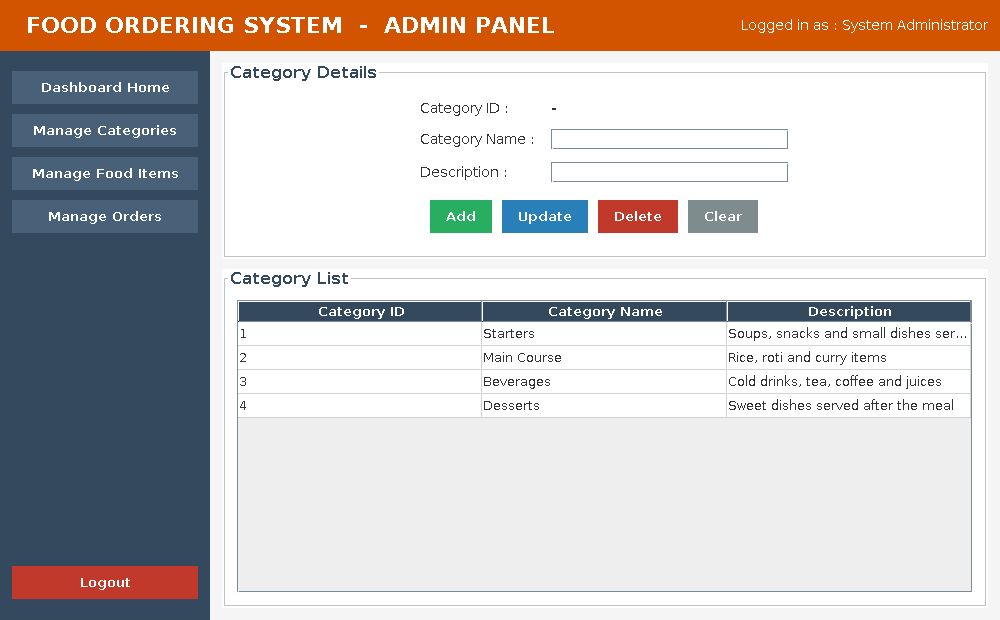 FOOD ORDERING SYSTEM - ADMIN PANEL
Logged in as : System Administrator
Dashboard Home
Manage Categories
Manage Food Items
Manage Orders
Logout
Category Details
Category ID : -
Category Name :
Description :
Add Update Delete Clear
Category List
Category ID Category Name Description
1 Starters Soups, snacks and small dishes ser...
2 Main Course Rice, roti and curry items
3 Beverages Cold drinks, tea, coffee and juices
4 Desserts Sweet dishes served after the meal